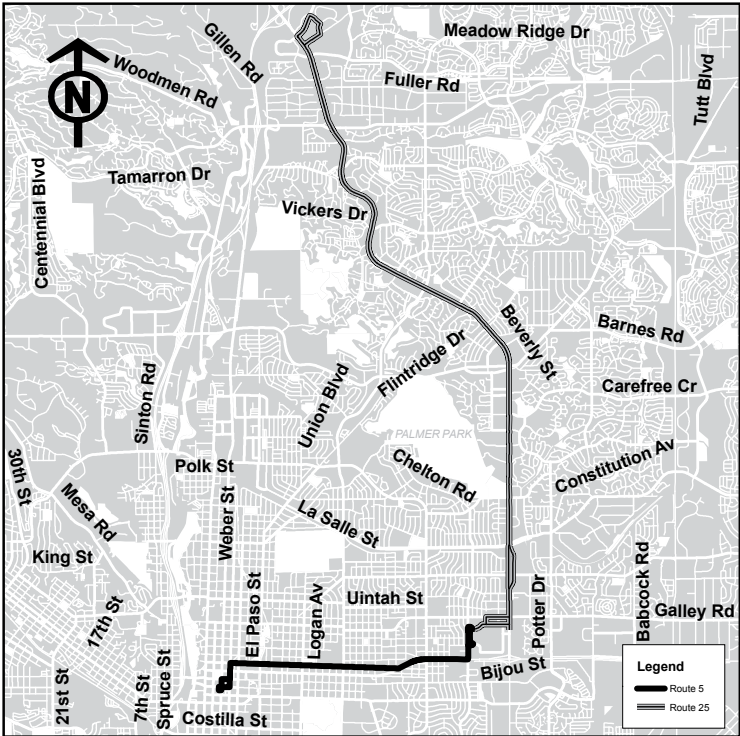 Meadow Ridge Dr
Gillen Rd
Woodmen Rd
Fuller Rd
Tutt Blvd
N
Tamarron Dr
Centennial Blvd
Vickers Dr
Beverly St
Barnes Rd
Flintridge Dr
Union Blvd
Carefree Cr
Sinton Rd
PALMER PARK
Constitution Av
Chelton Rd
30th St
Polk St
Mesa Rd
Weber St
La Salle St
King St
Babcock Rd
Uintah St
Potter Dr
Galley Rd
17th St
El Paso St
Logan Av
Bijou St
21st St
7th St
Spruce St
Costilla St
Legend
Route 5
Route 25